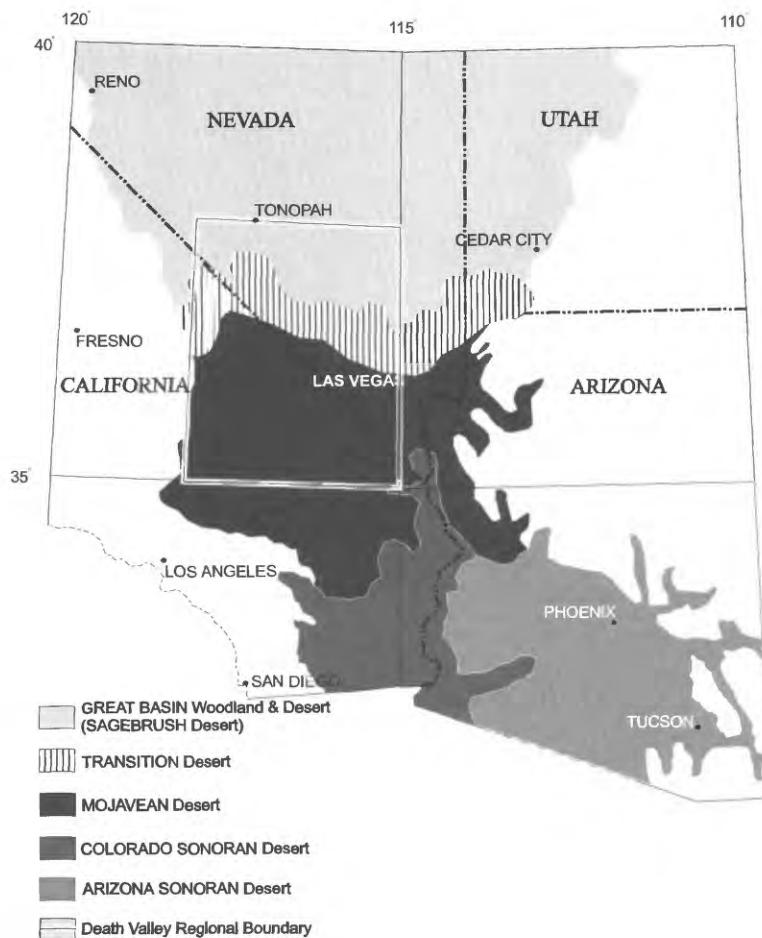 120°
115°
110°
40°
RENO
NEVADA
UTAH
TONOPAH
CEDAR CITY
FRESNO
CALIFORNIA
LAS VEGAS
ARIZONA
35°
LOS ANGELES
PHOENIX
SAN DIEGO
TUCSON
GREAT BASIN Woodland & Desert
(SAGEBRUSH Desert)
TRANSITION Desert
MOJAVEAN Desert
COLORADO SONORAN Desert
ARIZONA SONORAN Desert
Death Valley Regional Boundary